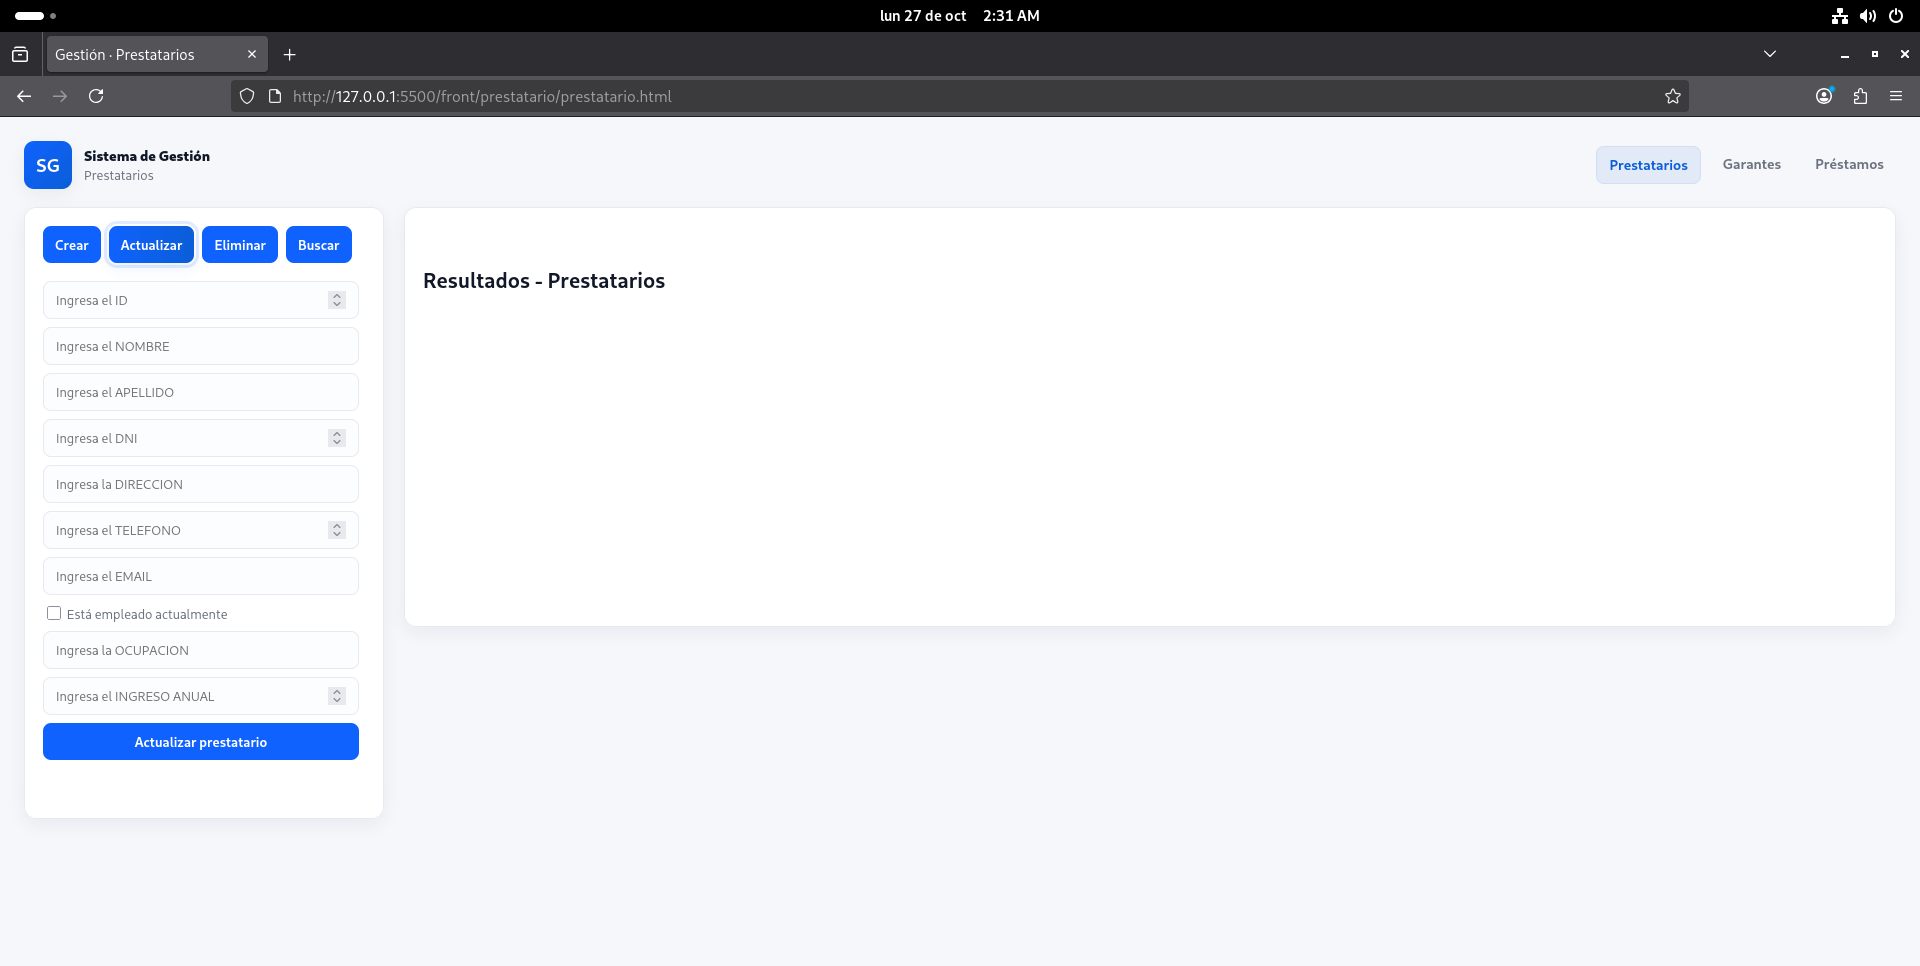 lun 27 de oct 2:31 AM
Gestión · Prestatarios
http://127.0.0.1:5500/front/prestatario/prestatario.html
SG
Sistema de Gestión
Prestatarios
Prestatarios Garantes Préstamos
Crear Actualizar Eliminar Buscar
Ingresa el ID
Ingresa el NOMBRE
Ingresa el APELLIDO
Ingresa el DNI
Ingresa la DIRECCION
Ingresa el TELEFONO
Ingresa el EMAIL
Está empleado actualmente
Ingresa la OCUPACION
Ingresa el INGRESO ANUAL
Actualizar prestatario
Resultados - Prestatarios